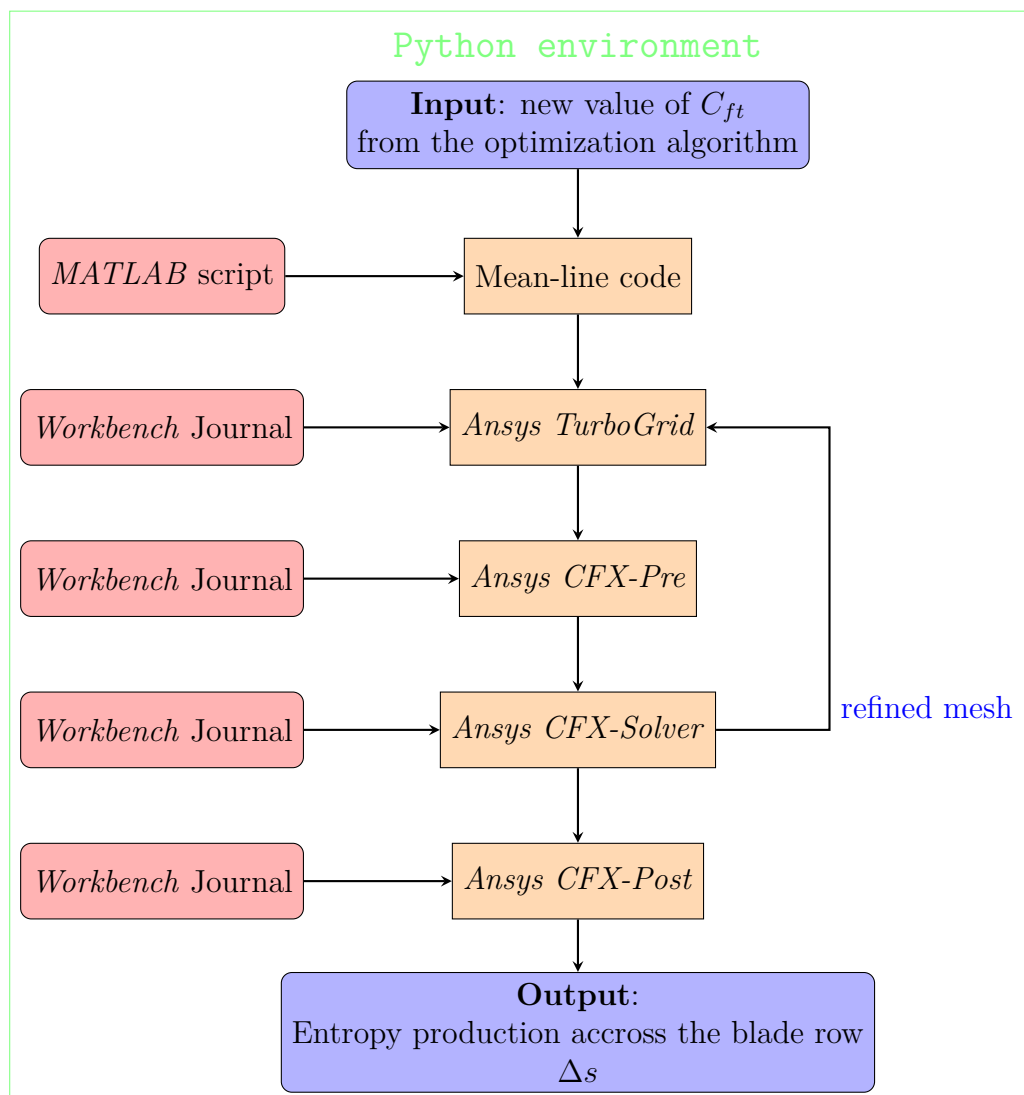 Python environment
Input: new value of C_{ft}
from the optimization algorithm
MATLAB script
Mean-line code
Workbench Journal
Ansys TurboGrid
Workbench Journal
Ansys CFX-Pre
refined mesh
Workbench Journal
Ansys CFX-Solver
Workbench Journal
Ansys CFX-Post
Output:
Entropy production accross the blade row
Δs